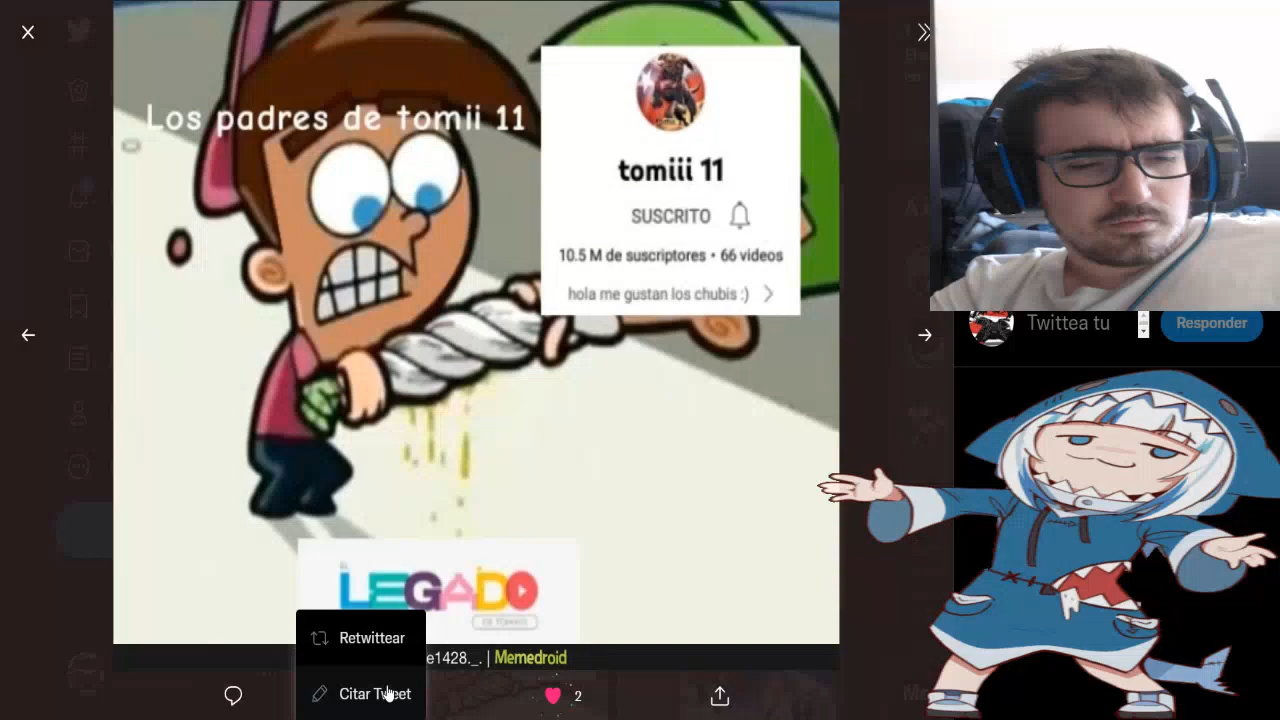 Los padres de tomii 11
tomiii 11
SUSCRITO
10.5 M de suscriptores • 66 videos
hola me gustan los chubis :)
Twittea tu
Responder
EL
LEGADO
Retwittear
e1428._. | Memedroid
Citar Tweet
2